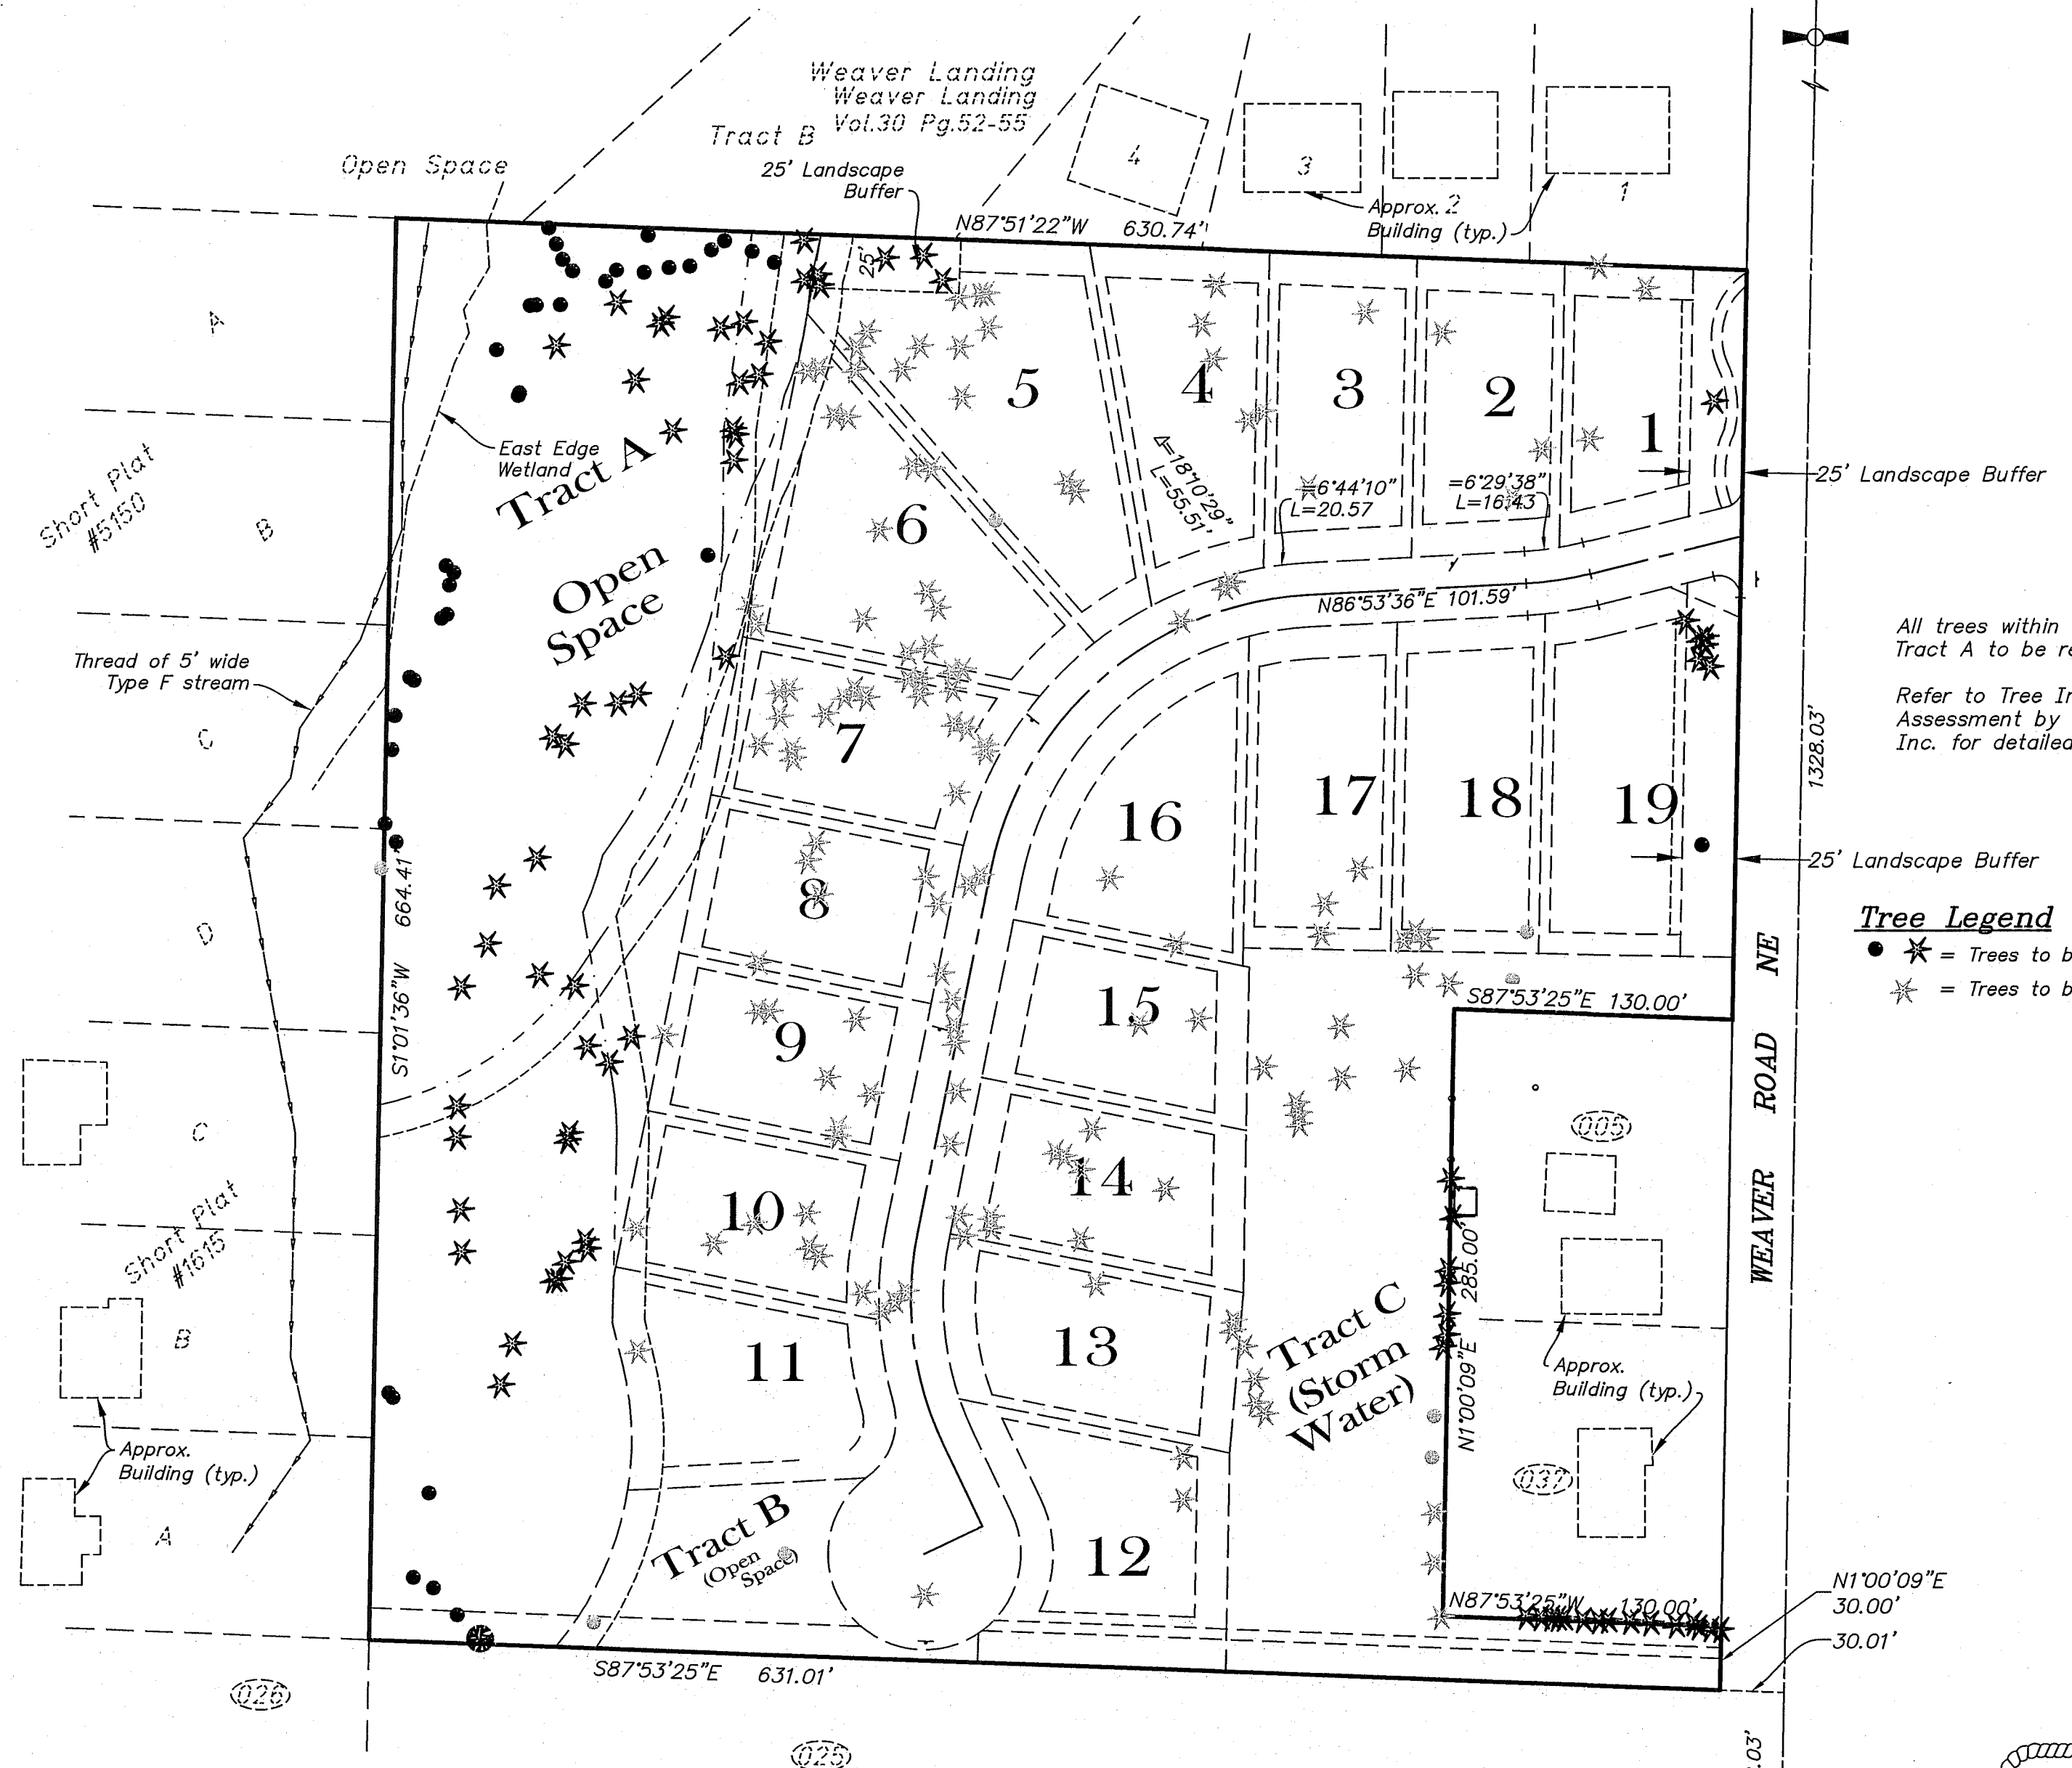 Weaver Landing
Weaver Landing
Vol.30 Pg.52-55
Tract B
Open Space
25' Landscape
Buffer
4
3
2
1
Approx.
Building (typ.)
N87°51'22"W 630.74'
25'
A
Short Plat
#5150
B
East Edge
Wetland
Tract A
Open
Space
Thread of 5' wide
Type F stream
C
D
S1°01'36"W 664.41'
5
4
3
2
1
6
=18°10'29"
L=55.51'
=6°44'10"
L=20.57
=6°29'38"
L=16.43
25' Landscape Buffer
N86°53'36"E 101.59'
All trees within
Tract A to be re
Refer to Tree In
Assessment by
Inc. for detailed
1328.03'
7
16
17
18
19
25' Landscape Buffer
Tree Legend
= Trees to b
= Trees to b
8
9
15
S87°53'25"E 130.00'
WEAVER ROAD NE
C
Short Plat
#1615
B
A
Approx.
Building (typ.)
10
14
11
13
12
Tract C
(Storm
Water)
005
285.00'
N1°00'09"E
Approx.
Building (typ.)
037
Tract B
(Open
Space)
N87°53'25"W 130.00'
N1°00'09"E
30.00'
30.01'
S87°53'25"E 631.01'
026
025
.03'